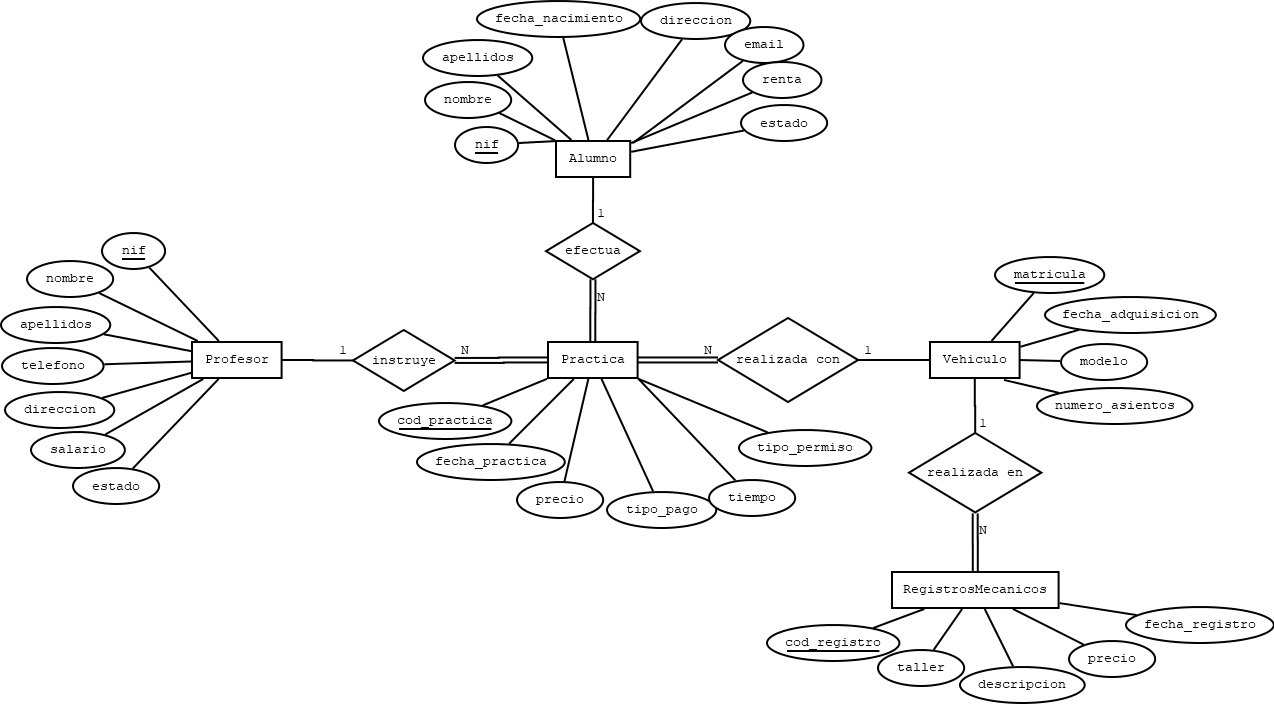 fecha_nacimiento
direccion
apellidos
email
nombre
renta
nif
estado
Alumno
1
efectua
N
nif
nombre
apellidos
telefono
direccion
salario
estado
Profesor
1
instruye
N
Practica
N
realizada con
1
Vehiculo
matricula
fecha_adquisicion
modelo
numero_asientos
cod_practica
fecha_practica
precio
tipo_pago
tiempo
tipo_permiso
1
realizada en
N
RegistrosMecanicos
cod_registro
taller
descripcion
precio
fecha_registro